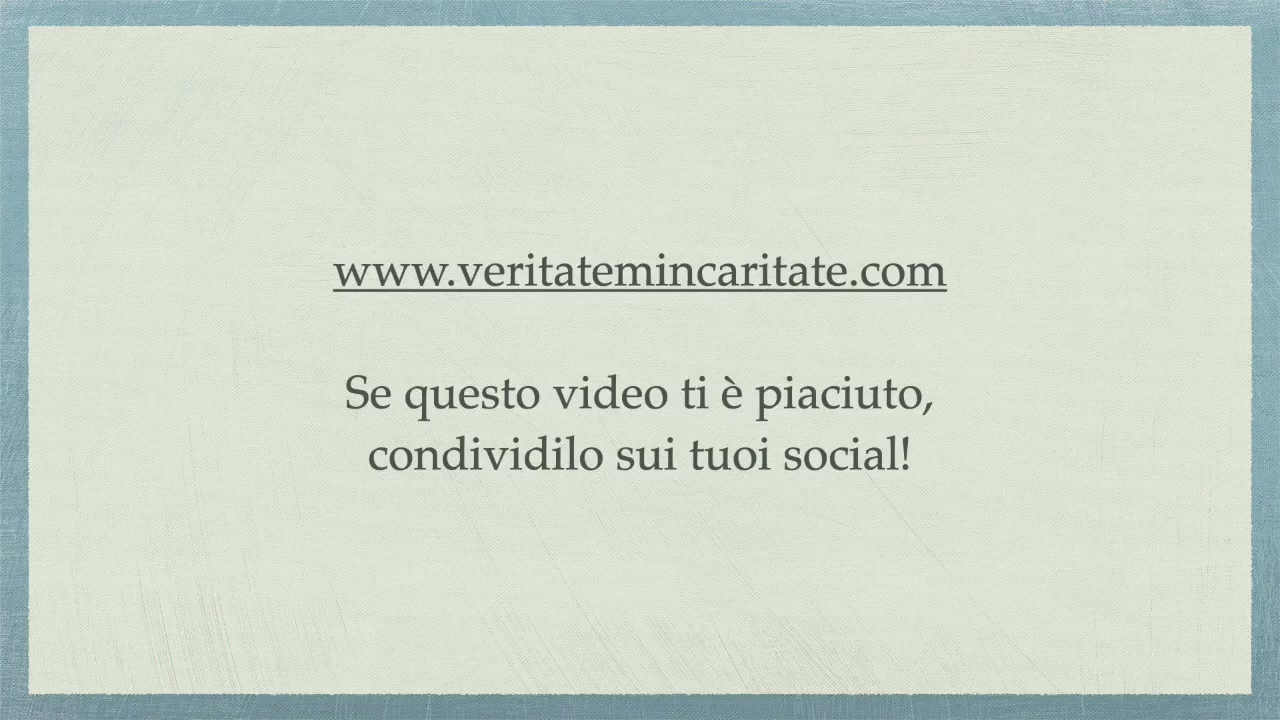 www.veritatemincaritate.com
Se questo video ti è piaciuto,
condividilo sui tuoi social!